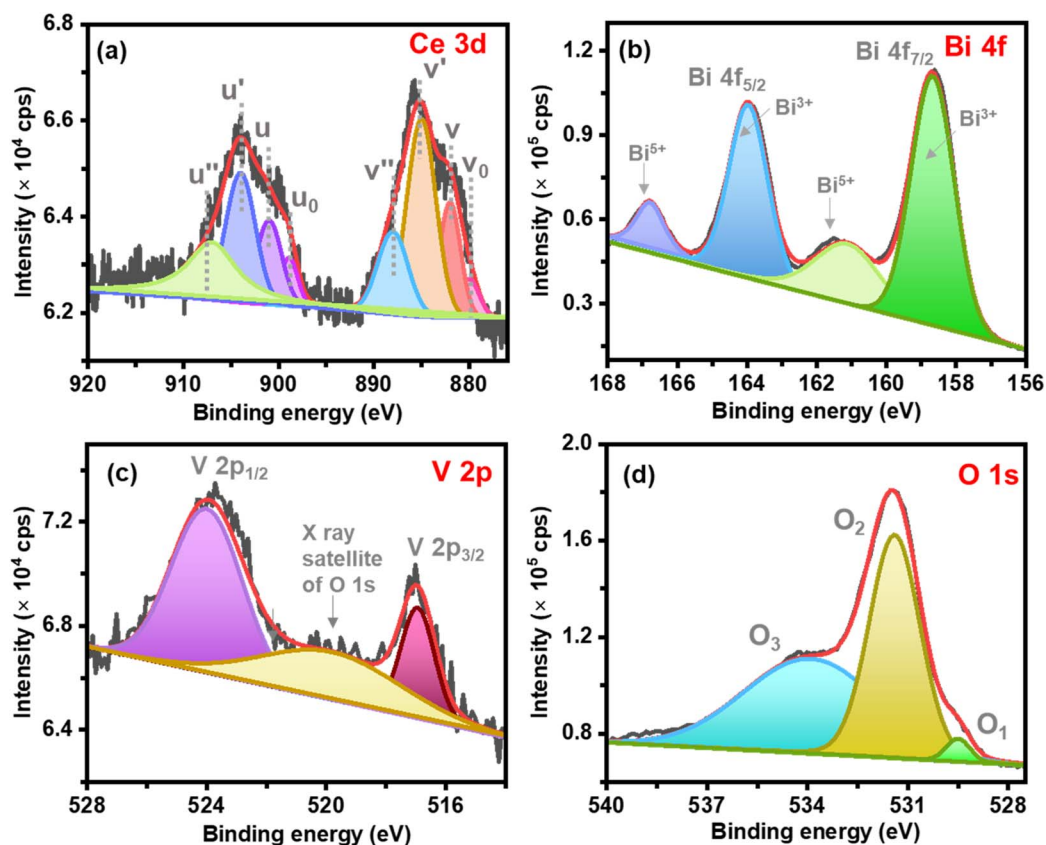 (a)
Ce 3d
6.8
6.6
6.4
6.2
Intensity (× 10⁴ cps)
u''
u'
u
u₀
v''
v'
v
v₀
920
910
900
890
880
Binding energy (eV)
(b)
Bi 4f
1.2
0.9
0.6
0.3
Intensity (× 10⁵ cps)
Bi 4f₇/₂
Bi 4f₅/₂
Bi³⁺
Bi³⁺
Bi⁵⁺
Bi⁵⁺
168
166
164
162
160
158
156
Binding energy (eV)
(c)
V 2p
7.2
6.8
6.4
Intensity (× 10⁴ cps)
V 2p₁/₂
X ray
satellite
of O 1s
V 2p₃/₂
528
524
520
516
Binding energy (eV)
(d)
O 1s
2.0
1.6
1.2
0.8
Intensity (× 10⁵ cps)
O₂
O₃
O₁
540
537
534
531
528
Binding energy (eV)